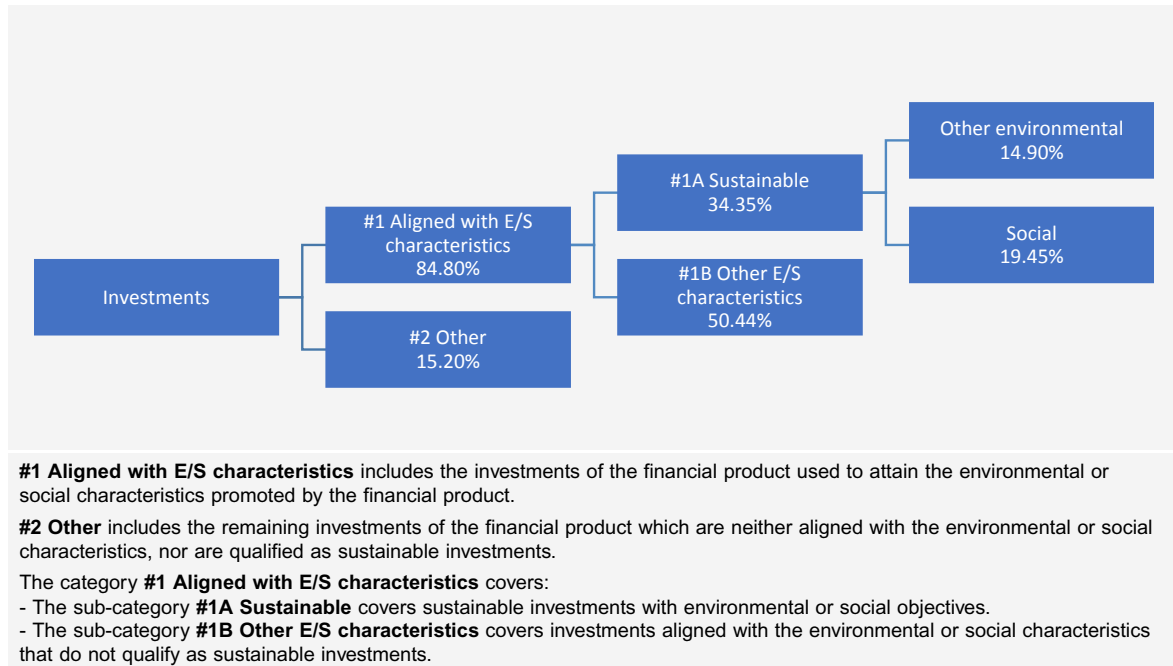 Investments
#1 Aligned with E/S
characteristics
84.80%
#2 Other
15.20%
#1A Sustainable
34.35%
#1B Other E/S
characteristics
50.44%
Other environmental
14.90%
Social
19.45%
#1 Aligned with E/S characteristics includes the investments of the financial product used to attain the environmental or
social characteristics promoted by the financial product.
#2 Other includes the remaining investments of the financial product which are neither aligned with the environmental or social
characteristics, nor are qualified as sustainable investments.
The category #1 Aligned with E/S characteristics covers:
- The sub-category #1A Sustainable covers sustainable investments with environmental or social objectives.
- The sub-category #1B Other E/S characteristics covers investments aligned with the environmental or social characteristics
that do not qualify as sustainable investments.